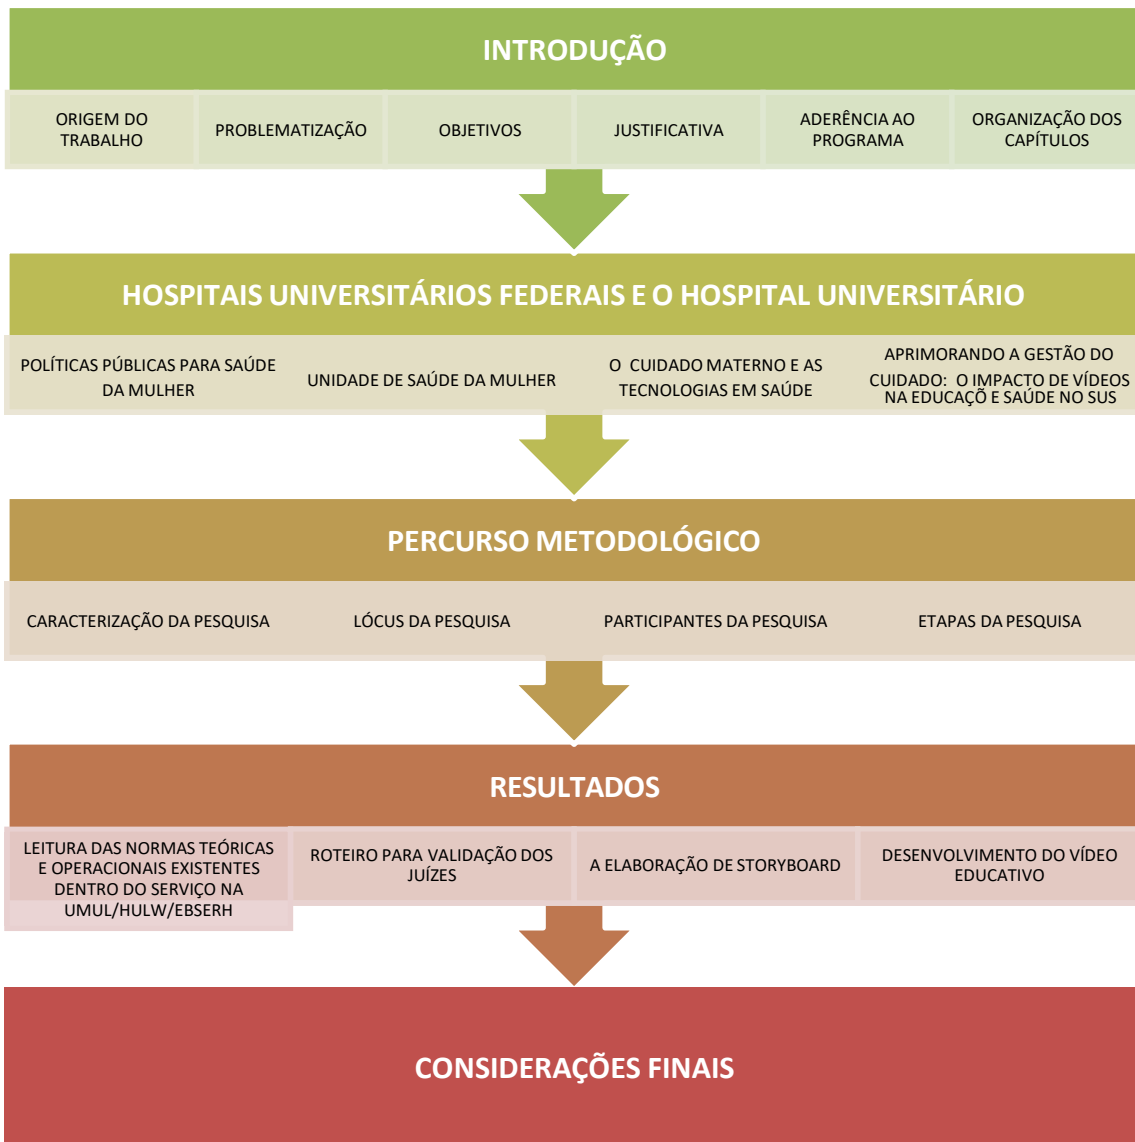 INTRODUÇÃO
ORIGEM DO
TRABALHO
PROBLEMATIZAÇÃO
OBJETIVOS
JUSTIFICATIVA
ADERÊNCIA AO
PROGRAMA
ORGANIZAÇÃO DOS
CAPÍTULOS
HOSPITAIS UNIVERSITÁRIOS FEDERAIS E O HOSPITAL UNIVERSITÁRIO
POLÍTICAS PÚBLICAS PARA SAÚDE
DA MULHER
UNIDADE DE SAÚDE DA MULHER
O CUIDADO MATERNO E AS
TECNOLOGIAS EM SAÚDE
APRIMORANDO A GESTÃO DO
CUIDADO: O IMPACTO DE VÍDEOS
NA EDUCAÇÕ E SAÚDE NO SUS
PERCURSO METODOLÓGICO
CARACTERIZAÇÃO DA PESQUISA
LÓCUS DA PESQUISA
PARTICIPANTES DA PESQUISA
ETAPAS DA PESQUISA
RESULTADOS
LEITURA DAS NORMAS TEÓRICAS
E OPERACIONAIS EXISTENTES
DENTRO DO SERVIÇO NA
UMUL/HULW/EBSERH
ROTEIRO PARA VALIDAÇÃO DOS
JUÍZES
A ELABORAÇÃO DE STORYBOARD
DESENVOLVIMENTO DO VÍDEO
EDUCATIVO
CONSIDERAÇÕES FINAIS